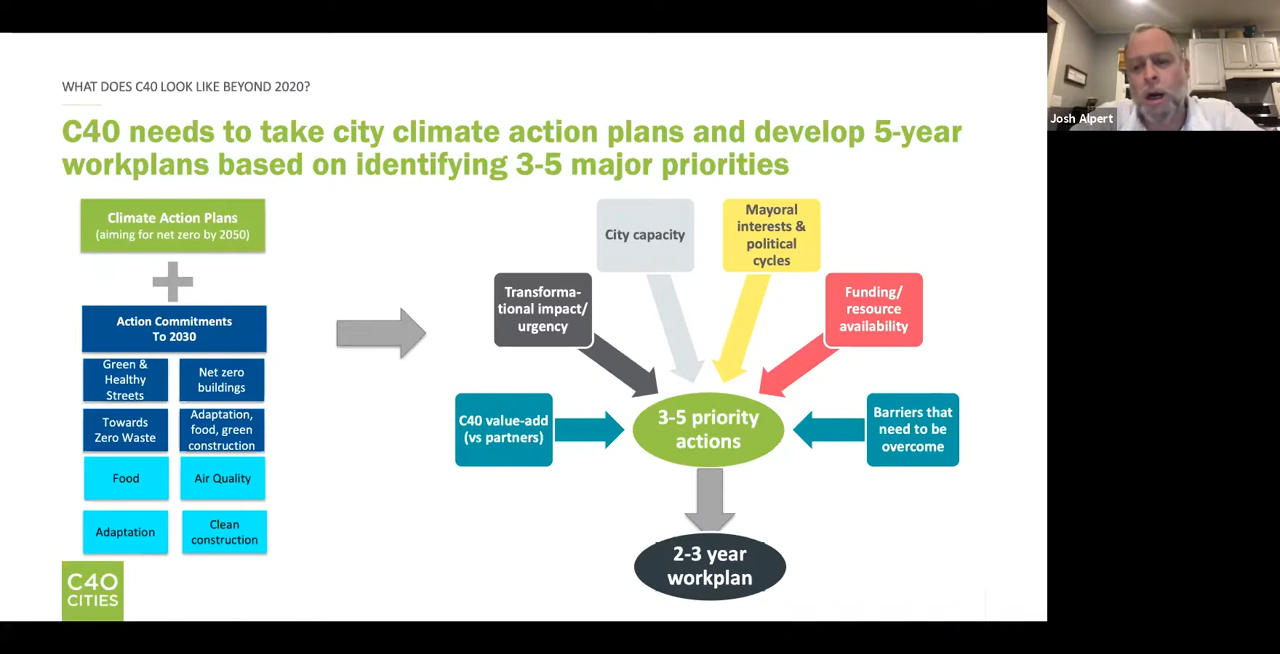 WHAT DOES C40 LOOK LIKE BEYOND 2020?
C40 needs to take city climate action plans and develop 5-year
workplans based on identifying 3-5 major priorities
Climate Action Plans
(aiming for net zero by 2050)
Action Commitments
To 2030
Green &
Healthy
Streets
Net zero
buildings
Towards
Zero Waste
Adaptation,
food, green
construction
Food
Air Quality
Adaptation
Clean
construction
C40
CITIES
C40 value-add
(vs partners)
Transforma-
tional impact/
urgency
City capacity
Mayoral
interests &
political
cycles
Funding/
resource
availability
Barriers that
need to be
overcome
3-5 priority
actions
2-3 year
workplan
Josh Alpert